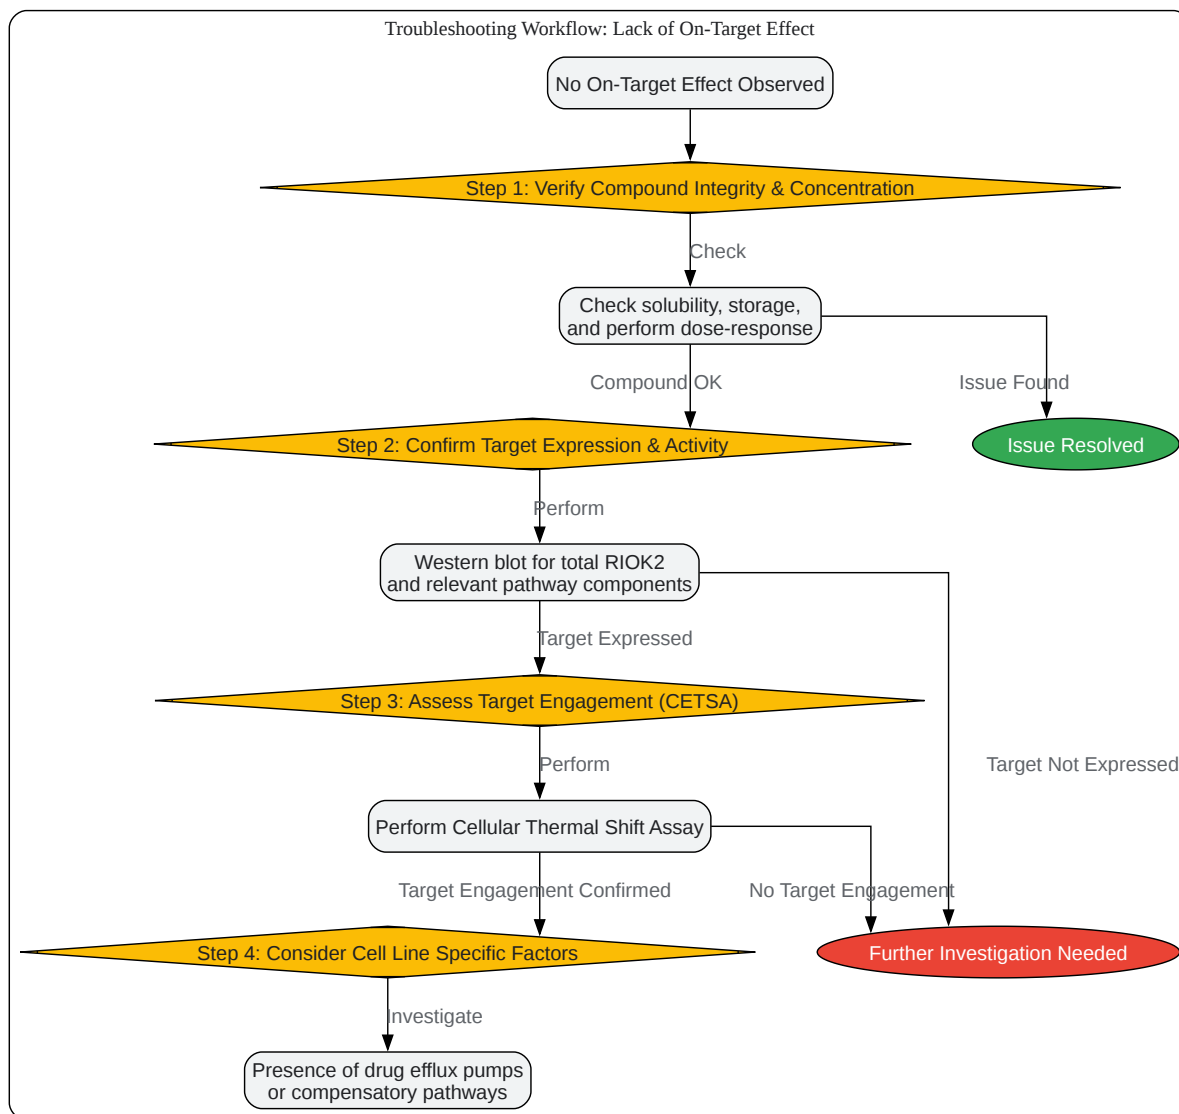 Troubleshooting Workflow: Lack of On-Target Effect
No On-Target Effect Observed
Step 1: Verify Compound Integrity & Concentration
Check
Check solubility, storage,
and perform dose-response
Compound OK
Issue Found
Step 2: Confirm Target Expression & Activity
Issue Resolved
Perform
Western blot for total RIOK2
and relevant pathway components
Target Expressed
Step 3: Assess Target Engagement (CETSA)
Perform
Target Not Expressed
Perform Cellular Thermal Shift Assay
Target Engagement Confirmed
No Target Engagement
Step 4: Consider Cell Line Specific Factors
Further Investigation Needed
Investigate
Presence of drug efflux pumps
or compensatory pathways